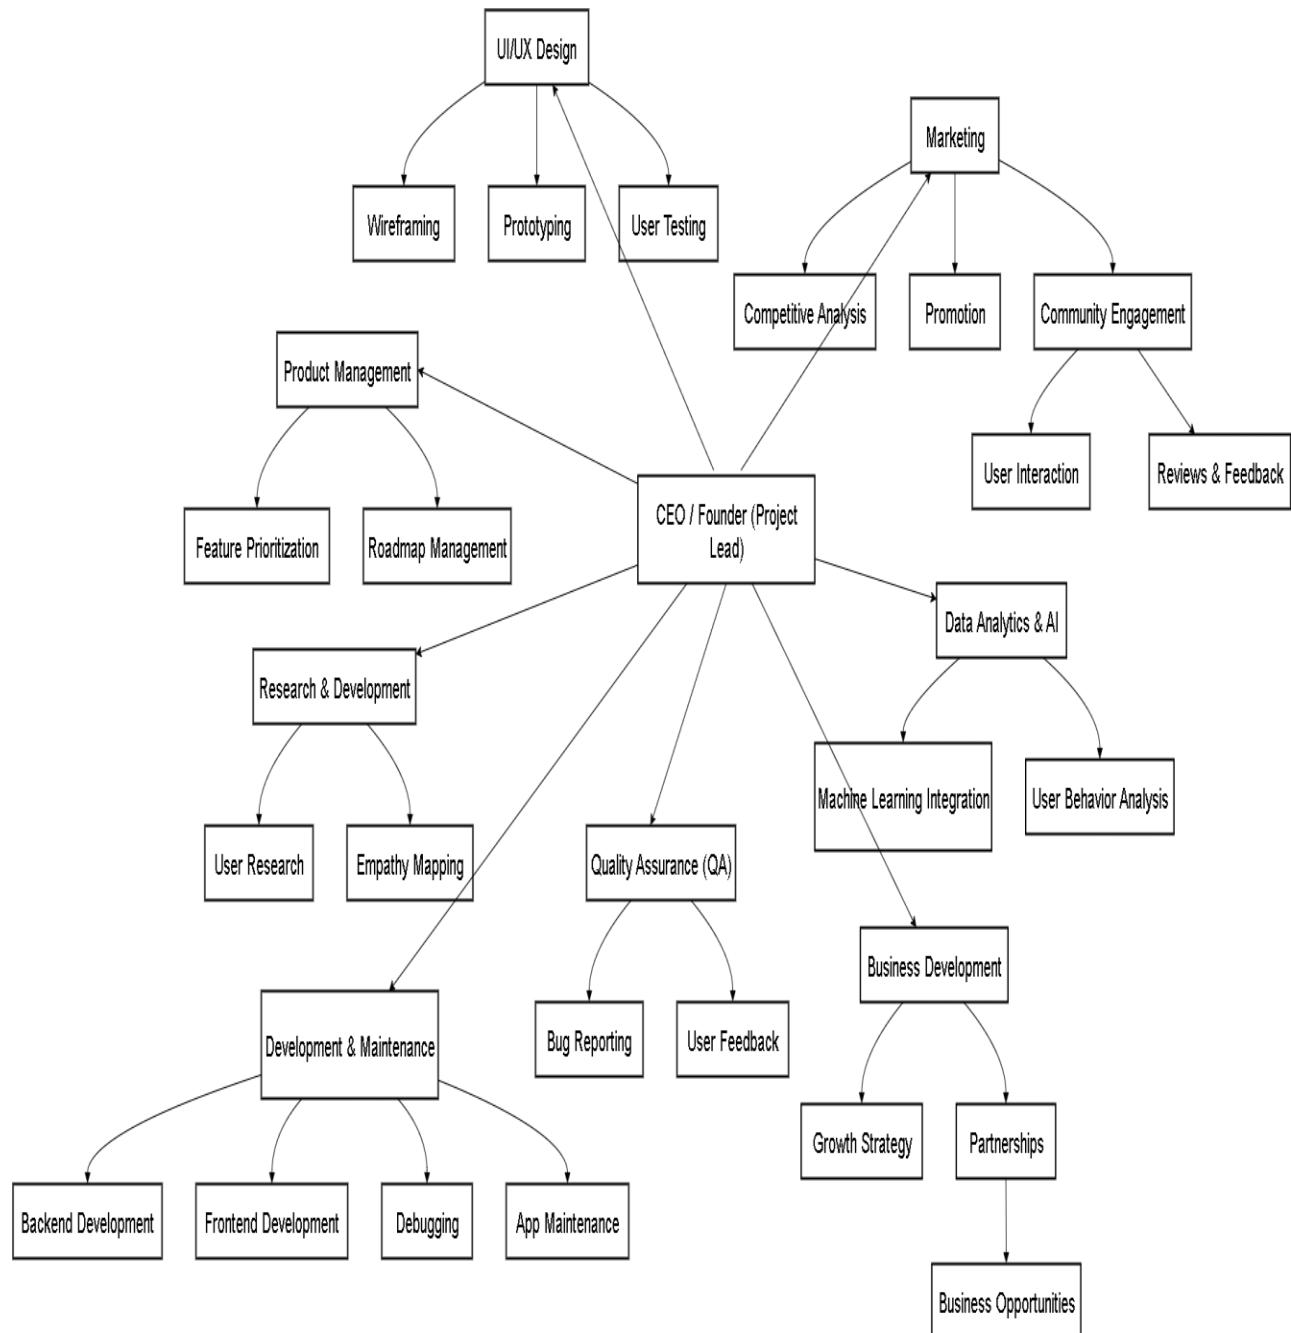 UI/UX Design
Marketing
Wireframing
Prototyping
User Testing
Competitive Analysis
Promotion
Community Engagement
Product Management
User Interaction
Reviews & Feedback
CEO / Founder (Project
Lead)
Feature Prioritization
Roadmap Management
Data Analytics & AI
Research & Development
Machine Learning Integration
User Behavior Analysis
User Research
Empathy Mapping
Quality Assurance (QA)
Business Development
Development & Maintenance
Bug Reporting
User Feedback
Growth Strategy
Partnerships
Backend Development
Frontend Development
Debugging
App Maintenance
Business Opportunities